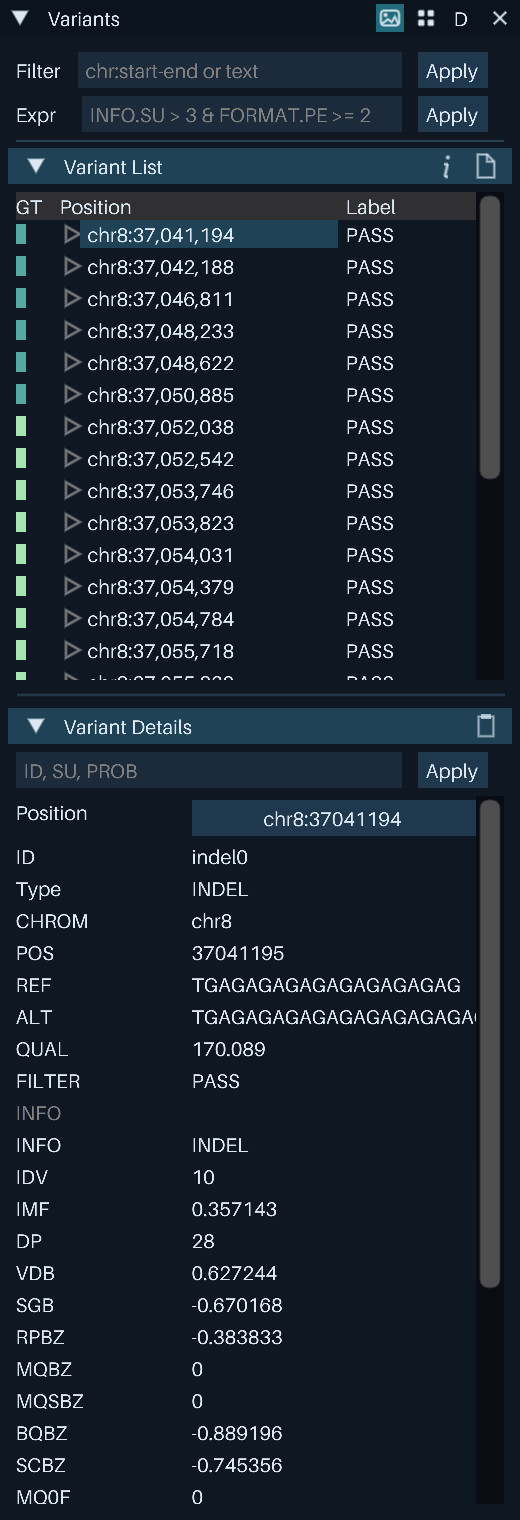 Variants D
Filter chr:start-end or text Apply
Expr INFO.SU > 3 & FORMAT.PE >= 2 Apply
Variant List i
GT Position Label
chr8:37,041,194 PASS
chr8:37,042,188 PASS
chr8:37,046,811 PASS
chr8:37,048,233 PASS
chr8:37,048,622 PASS
chr8:37,050,885 PASS
chr8:37,052,038 PASS
chr8:37,052,542 PASS
chr8:37,053,746 PASS
chr8:37,053,823 PASS
chr8:37,054,031 PASS
chr8:37,054,379 PASS
chr8:37,054,784 PASS
chr8:37,055,718 PASS
Variant Details
ID, SU, PROB Apply
Position chr8:37041194
ID indel0
Type INDEL
CHROM chr8
POS 37041195
REF TGAGAGAGAGAGAGAGAGAG
ALT TGAGAGAGAGAGAGAGAGAGA
QUAL 170.089
FILTER PASS
INFO
INFO INDEL
IDV 10
IMF 0.357143
DP 28
VDB 0.627244
SGB -0.670168
RPBZ -0.383833
MQBZ 0
MQSBZ 0
BQBZ -0.889196
SCBZ -0.745356
MQ0F 0